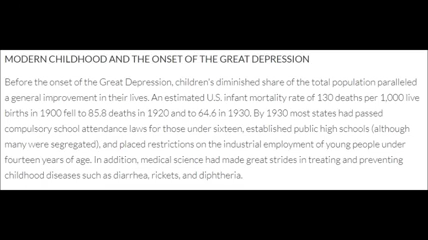 MODERN CHILDHOOD AND THE ONSET OF THE GREAT DEPRESSION
Before the onset of the Great Depression, children's diminished share of the total population paralleled
a general improvement in their lives. An estimated U.S. infant mortality rate of 130 deaths per 1,000 live
births in 1900 fell to 85.8 deaths in 1920 and to 64.6 in 1930. By 1930 most states had passed
compulsory school attendance laws for those under sixteen, established public high schools (although
many were segregated), and placed restrictions on the industrial employment of young people under
fourteen years of age. In addition, medical science had made great strides in treating and preventing
childhood diseases such as diarrhea, rickets, and diphtheria.